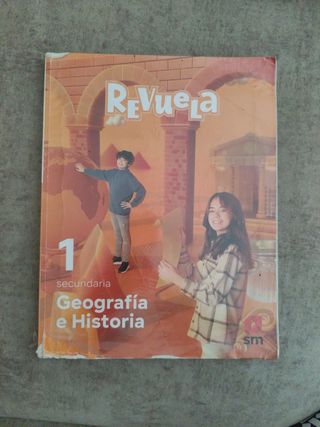 REVUELA
1
secundaria
Geografía
e Historia
sm